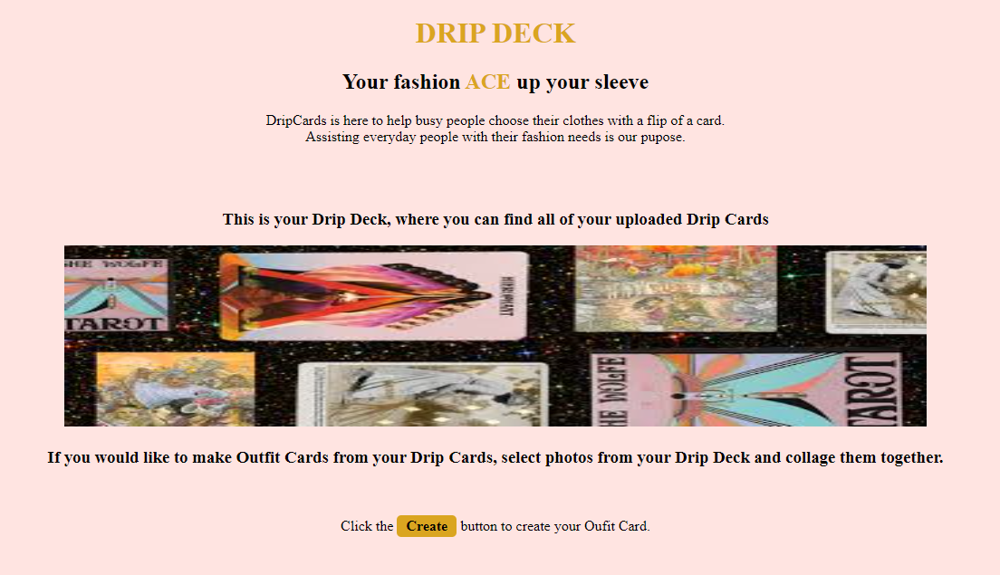 DRIP DECK
Your fashion ACE up your sleeve
DripCards is here to help busy people choose their clothes with a flip of a card.
Assisting everyday people with their fashion needs is our pupose.
This is your Drip Deck, where you can find all of your uploaded Drip Cards
HE WOLFE
TAROT
HE WOLFE
TAROT
If you would like to make Outfit Cards from your Drip Cards, select photos from your Drip Deck and collage them together.
Click the Create button to create your Oufit Card.